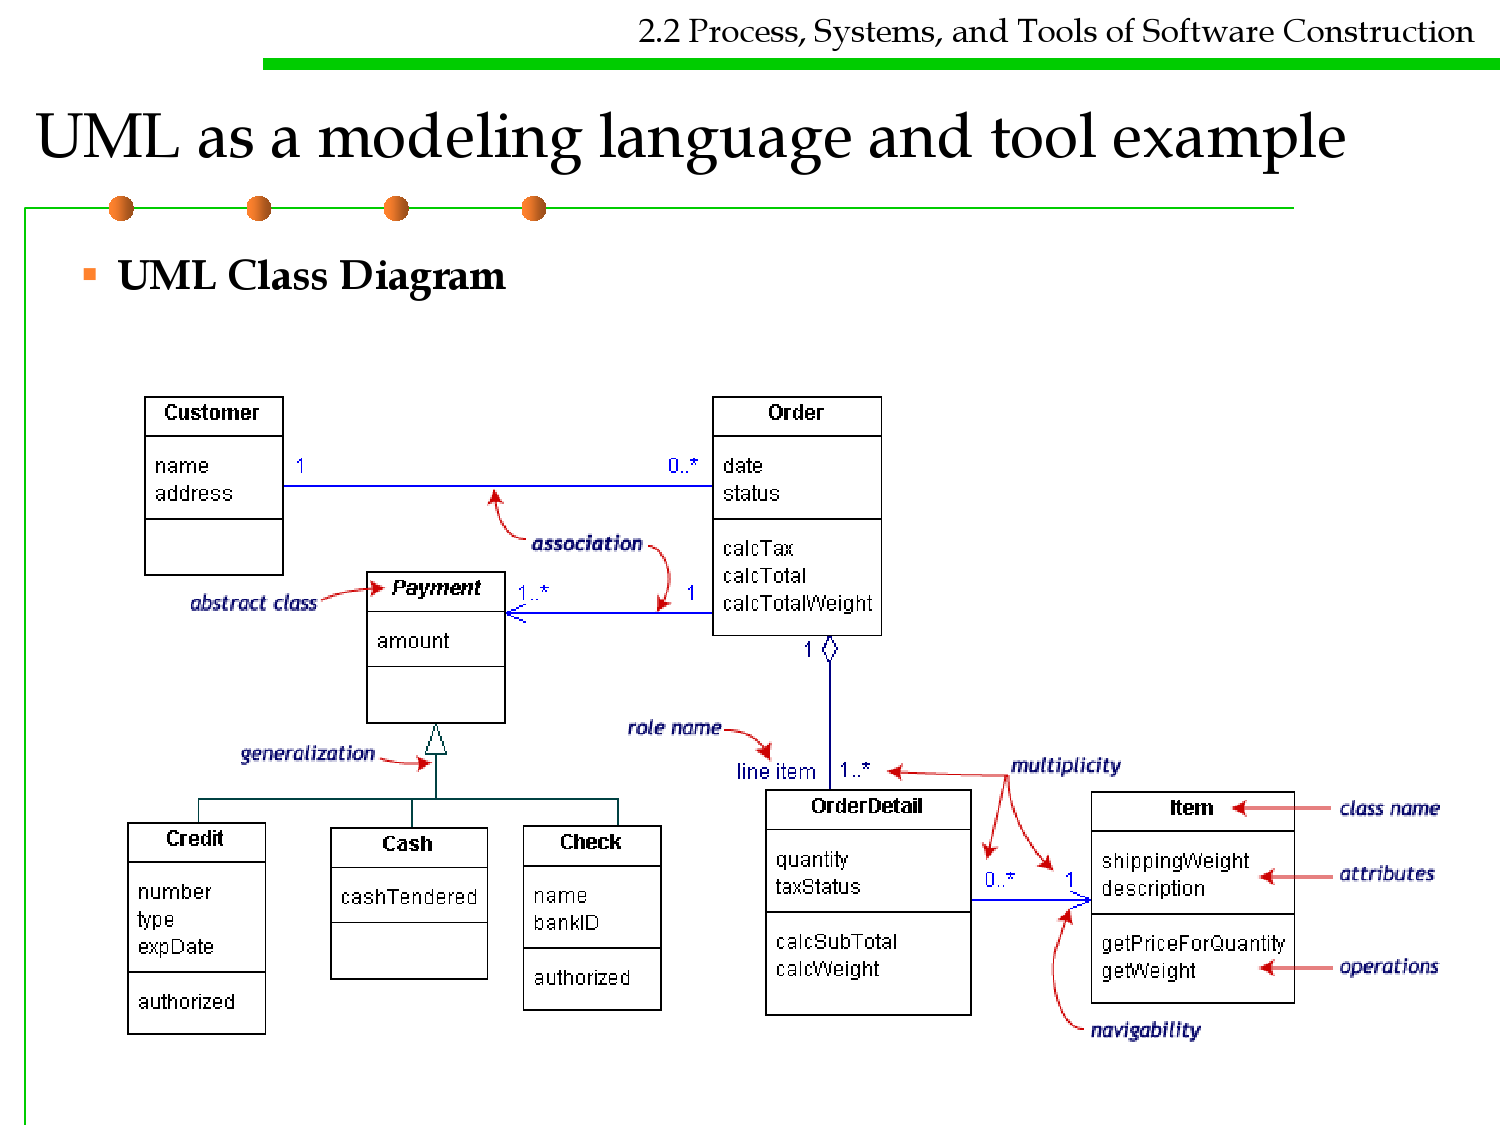 2.2 Process, Systems, and Tools of Software Construction
UML as a modeling language and tool example
UML Class Diagram
Customer
name
address
1
0..*
Order
date
status
calcTax
calcTotal
calcTotalWeight
association
abstract class
Payment
amount
1..*
1
1
generalization
role name
line item
1..*
multiplicity
Credit
number
type
expDate
authorized
Cash
cashTendered
Check
name
bankID
authorized
OrderDetail
quantity
taxStatus
calcSubTotal
calcWeight
0..*
1
Item
shippingWeight
description
getPriceForQuantity
getWeight
class name
attributes
operations
navigability